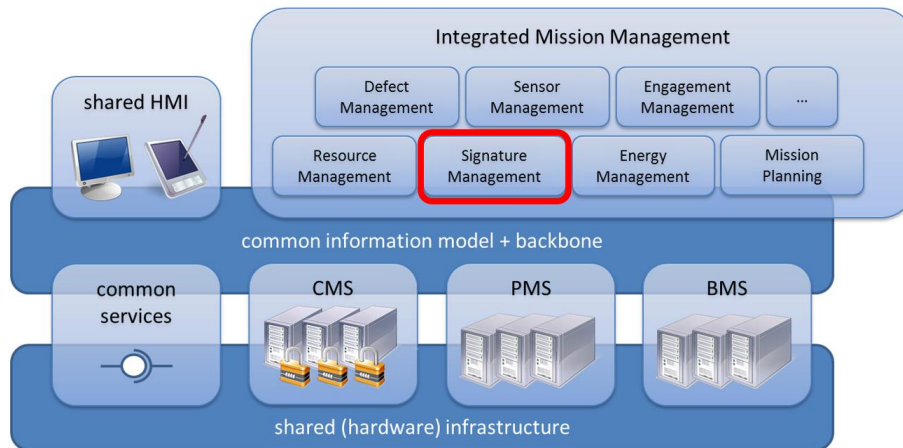 Integrated Mission Management
Defect
Management
Sensor
Management
Engagement
Management
...
shared HMI
Resource
Management
Signature
Management
Energy
Management
Mission
Planning
common information model + backbone
common
services
CMS
PMS
BMS
shared (hardware) infrastructure